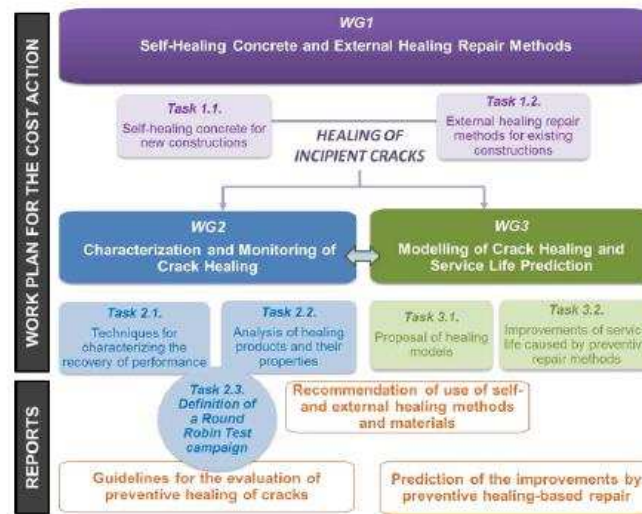 WORK PLAN FOR THE COST ACTION
WG1
Self-Healing Concrete and External Healing Repair Methods
Task 1.1.
Self-healing concrete for
new constructions
Task 1.2.
External healing repair
methods for existing
constructions
HEALING OF
INCIPIENT CRACKS
WG2
Characterization and Monitoring of
Crack Healing
WG3
Modelling of Crack Healing and
Service Life Prediction
Task 2.1.
Techniques for
characterizing the
recovery of performance
Task 2.2.
Analysis of healing
products and their
properties
Task 3.1.
Proposal of healing
models
Task 3.2.
Improvements of servic
life caused by preventiv
repair methods
Task 2.3.
Definition of
a Round
Robin Test
campaign
REPORTS
Recommendation of use of self-
and external healing methods
and materials
Guidelines for the evaluation of
preventive healing of cracks
Prediction of the improvements by
preventive healing-based repair